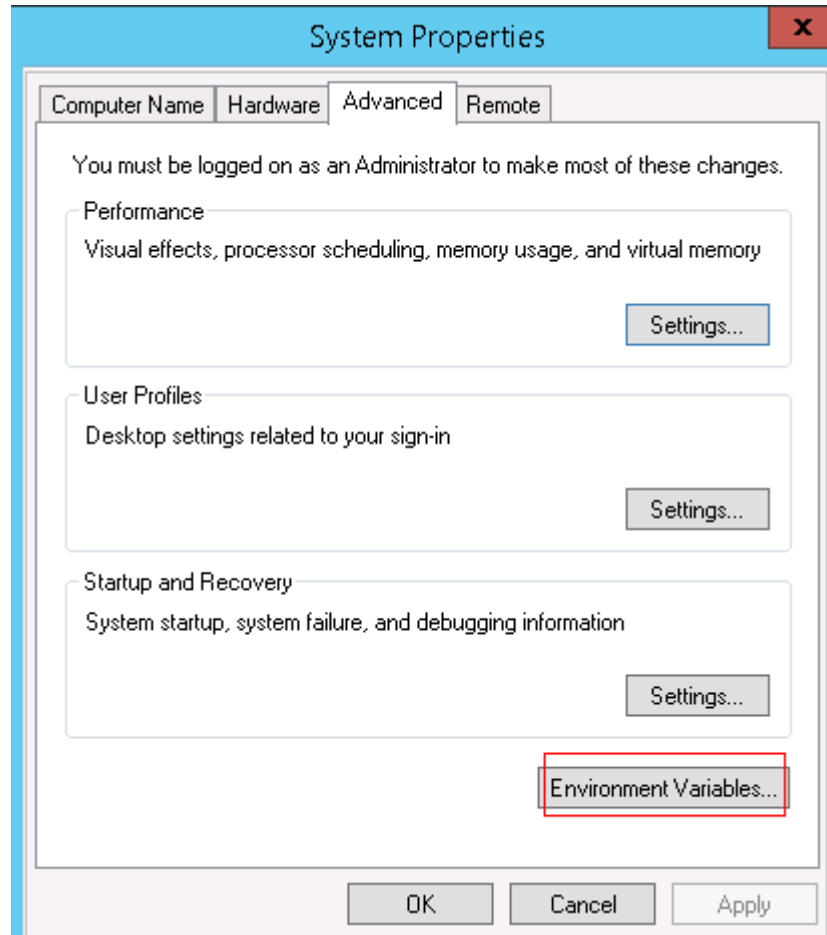 System Properties
x
Computer Name Hardware Advanced Remote
You must be logged on as an Administrator to make most of these changes.
Performance
Visual effects, processor scheduling, memory usage, and virtual memory
Settings...
User Profiles
Desktop settings related to your sign-in
Settings...
Startup and Recovery
System startup, system failure, and debugging information
Settings...
Environment Variables...
OK Cancel Apply